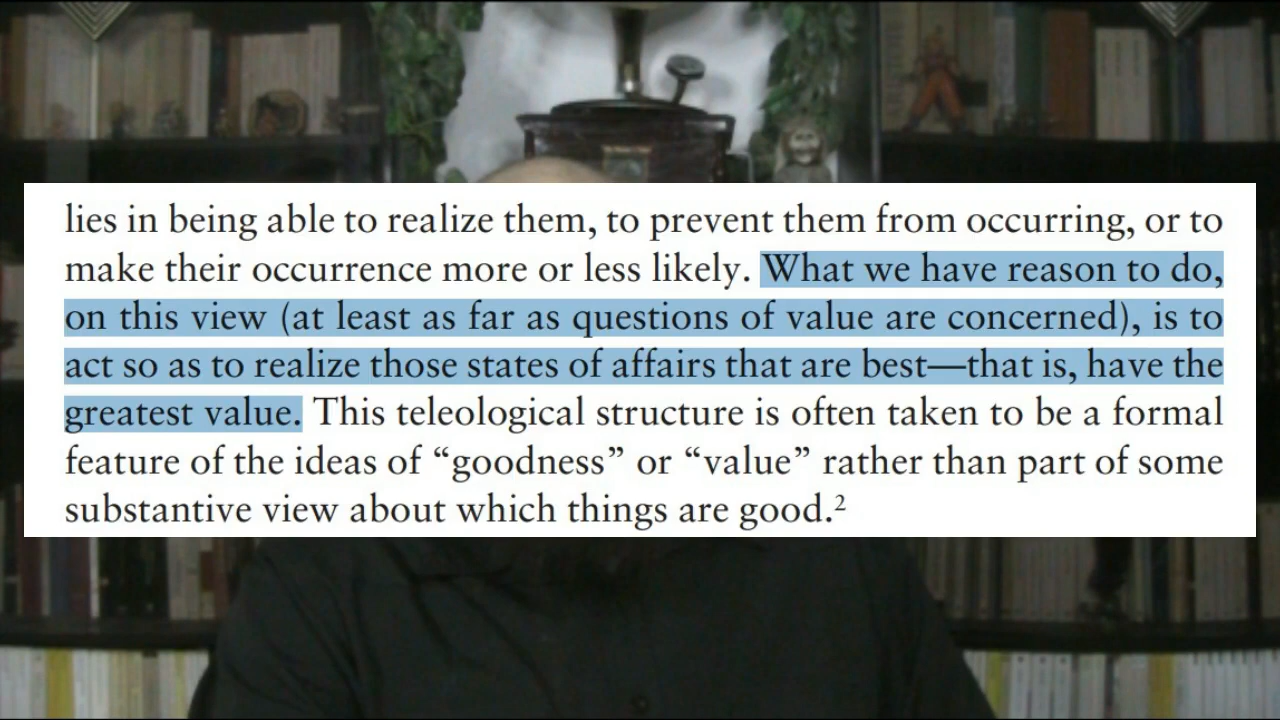 lies in being able to realize them, to prevent them from occurring, or to
make their occurrence more or less likely. What we have reason to do,
on this view (at least as far as questions of value are concerned), is to
act so as to realize those states of affairs that are best—that is, have the
greatest value. This teleological structure is often taken to be a formal
feature of the ideas of “goodness” or “value” rather than part of some
substantive view about which things are good.²